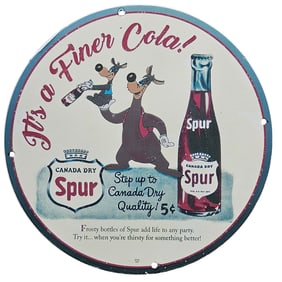 It's a Finer Cola!
Spur
CANADA DRY
Spur
Spur
Step up to
Canada Dry
Quality! 5¢
Frosty bottles of Spur add life to any party.
Try it... when you're thirsty for something better!